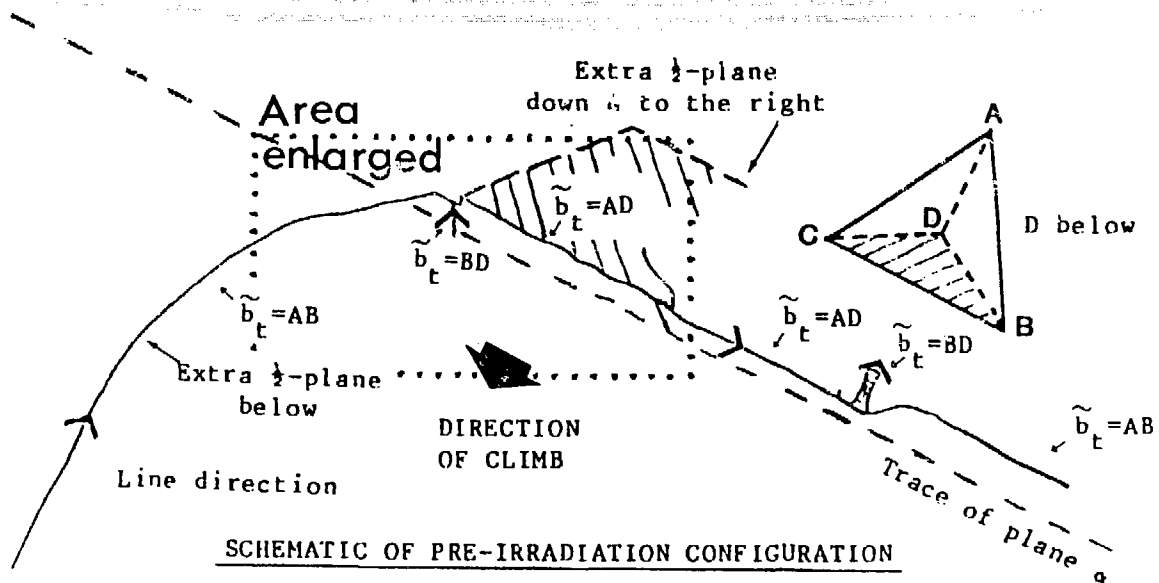 Extra ½-plane
down to the right
Area
enlarged
A
b̃t=AD
C
D
D below
b̃t=BD
B
b̃t=AB
b̃t=AD
b̃t=BD
Extra ½-plane
below
b̃t=AB
DIRECTION
OF CLIMB
Line direction
Trace of plane
SCHEMATIC OF PRE-IRRADIATION CONFIGURATION